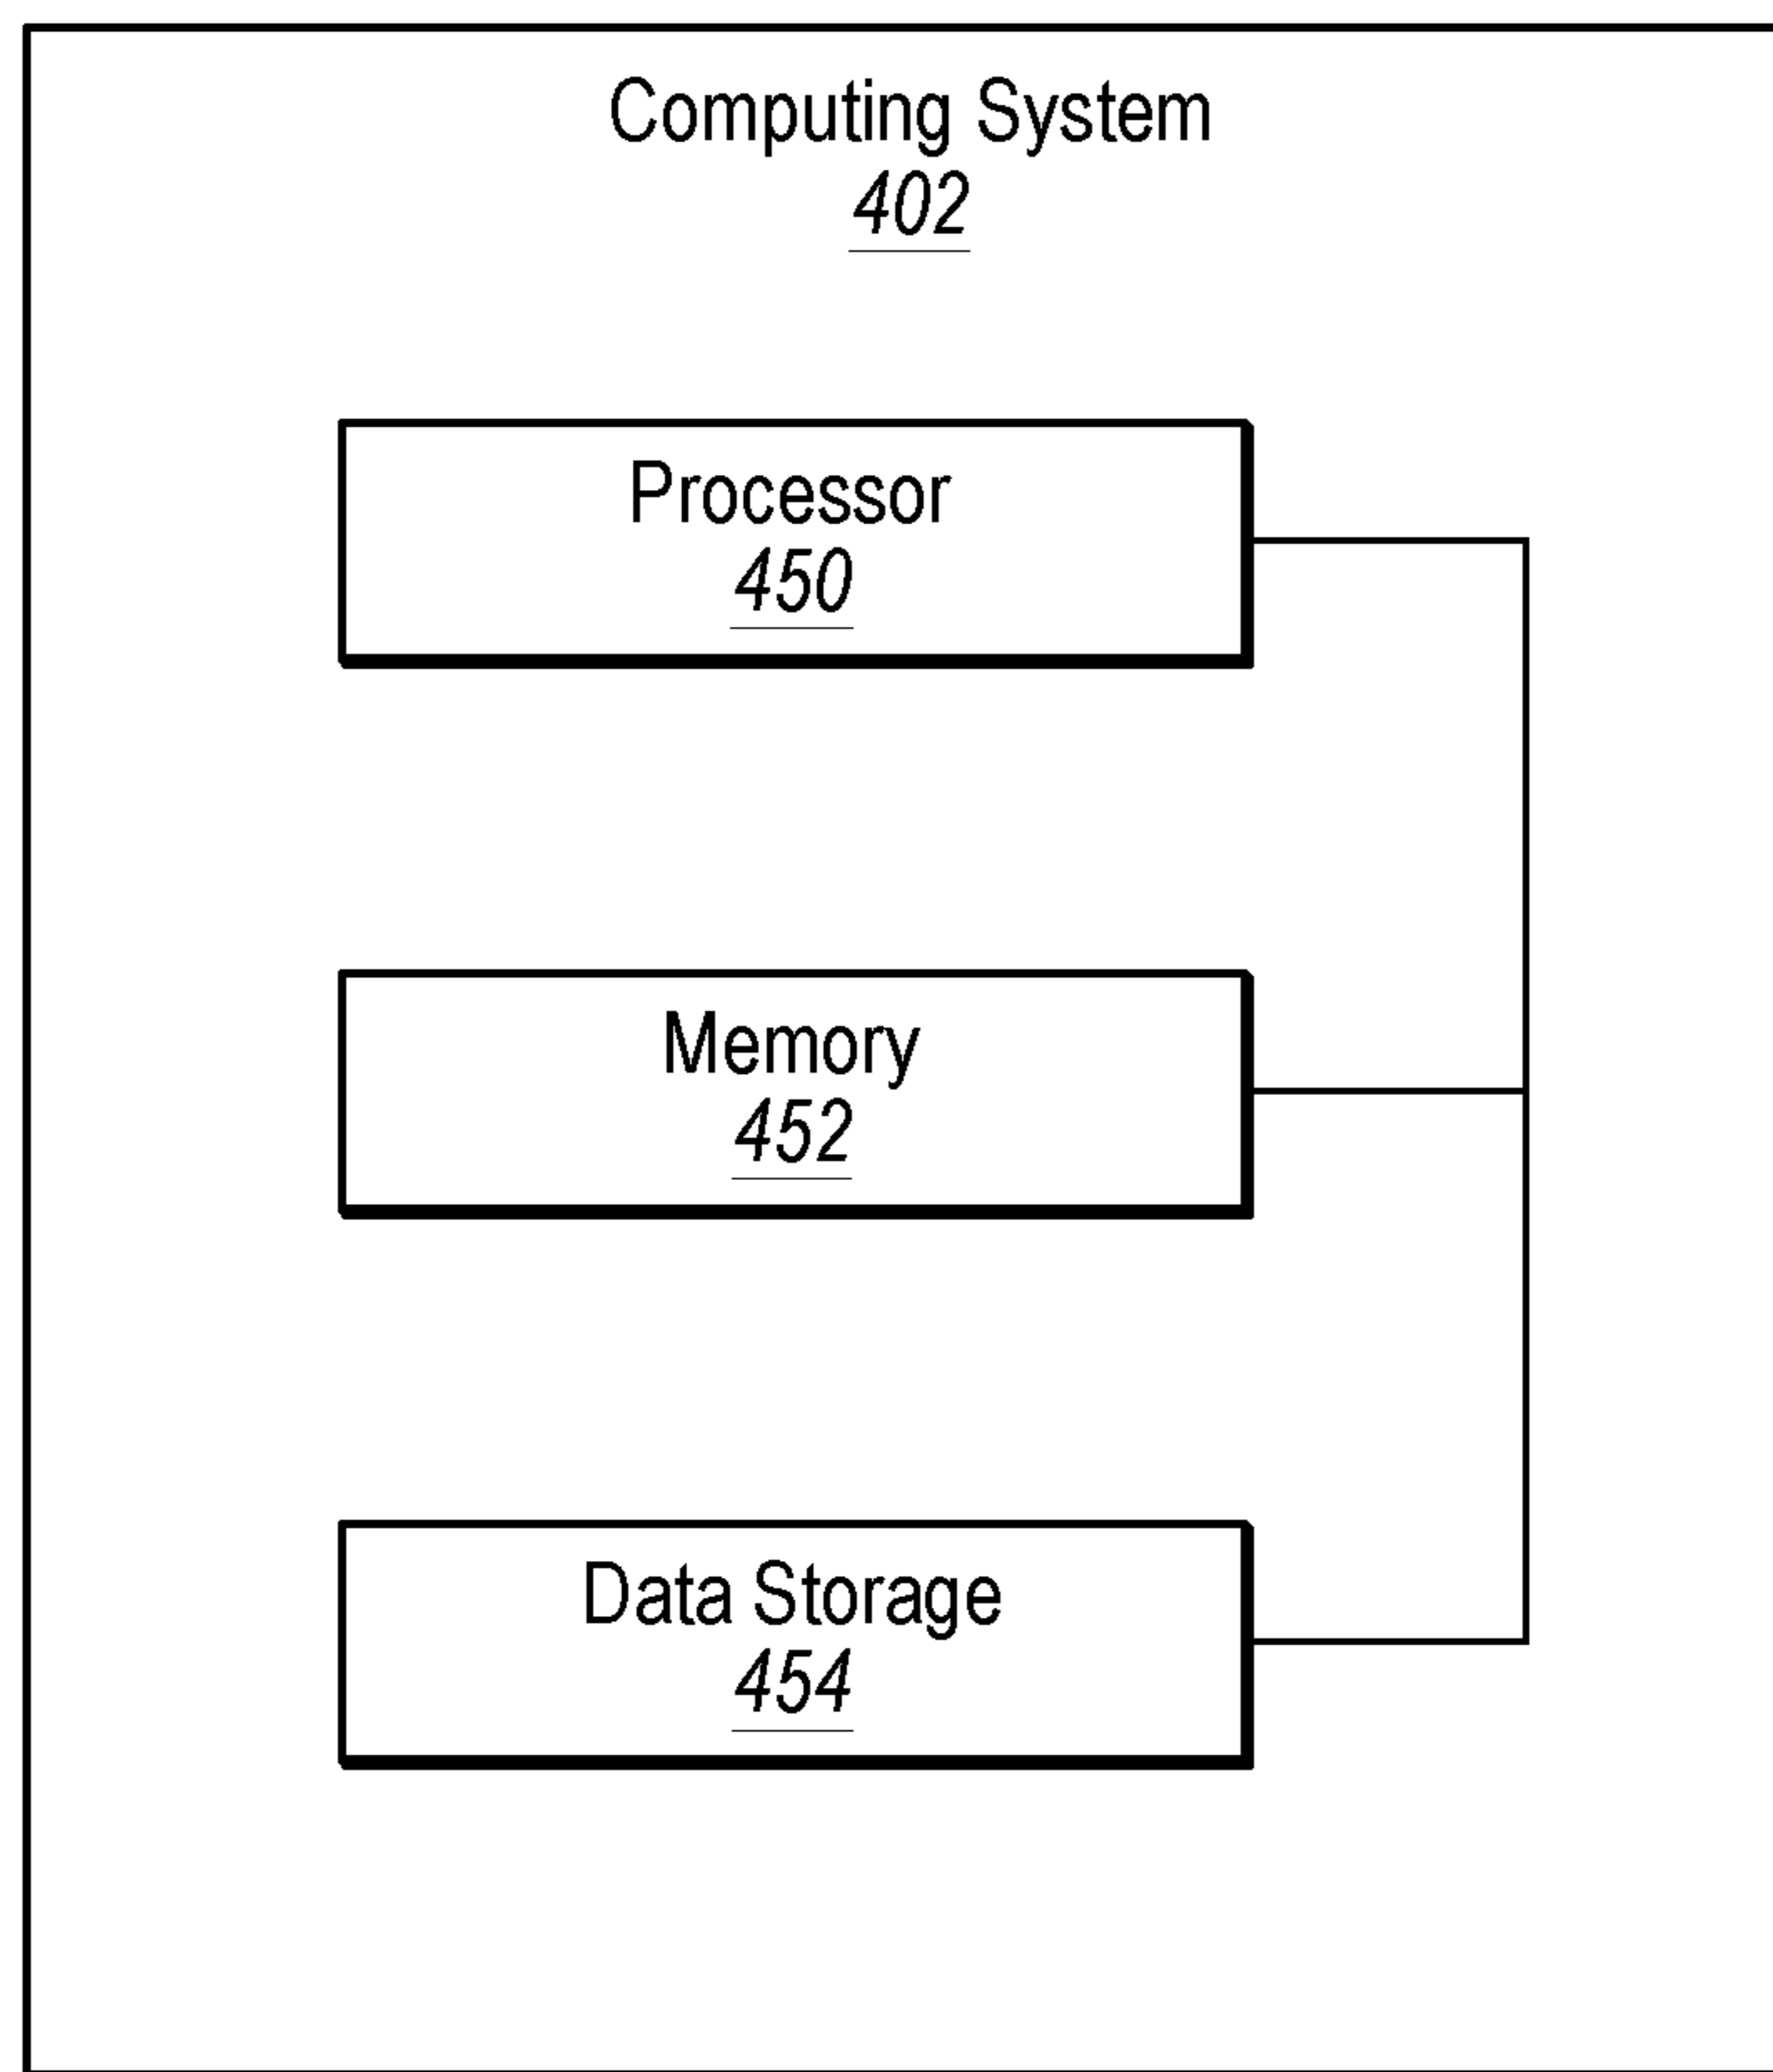 Computing System
402
Processor
450
Memory
452
Data Storage
454